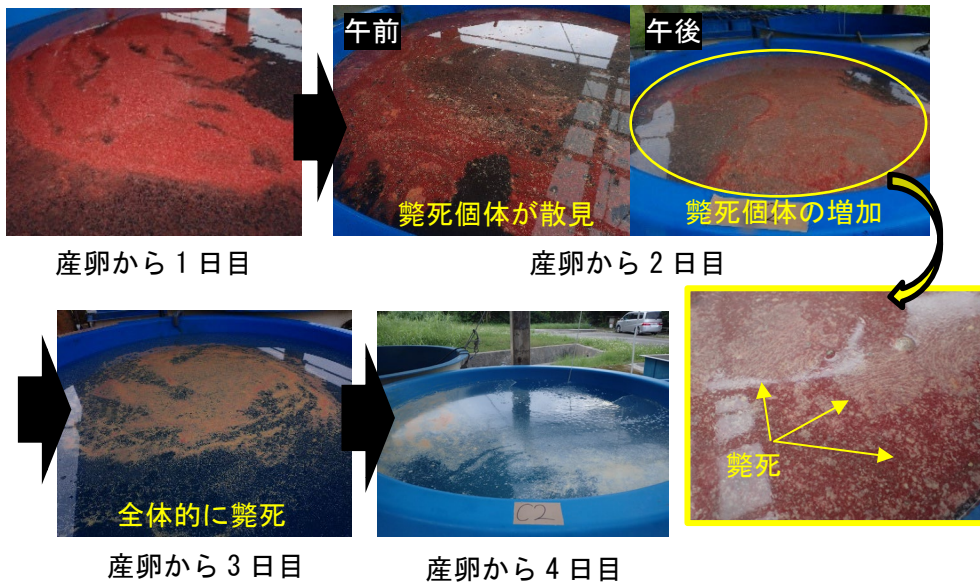 午前
午後
斃死個体が散見
斃死個体の増加
産卵から1日目
産卵から2日目
斃死
全体的に斃死
C2
産卵から3日目
産卵から4日目